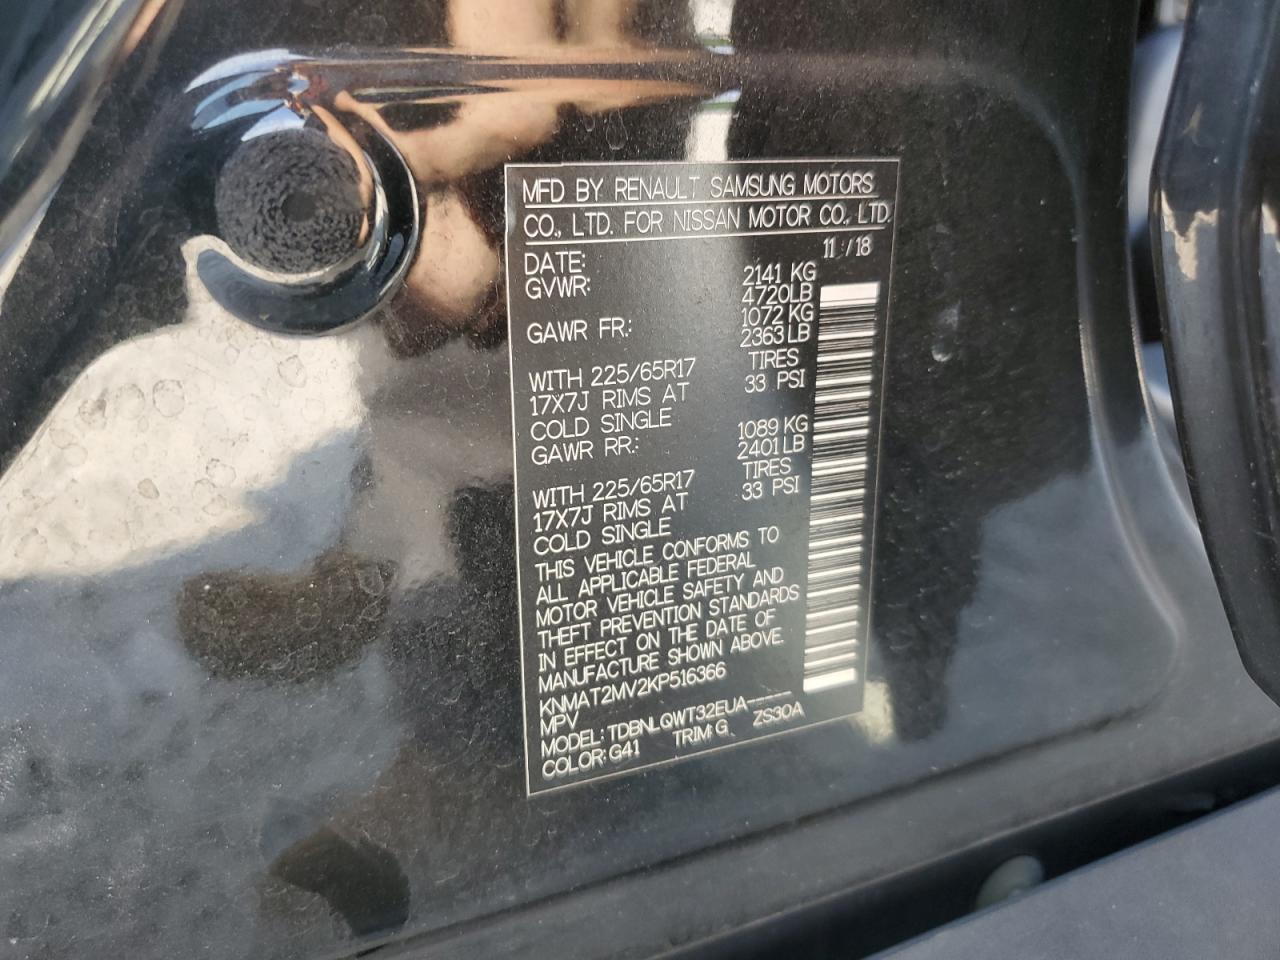 MFD BY RENAULT SAMSUNG MOTORS
CO., LTD. FOR NISSAN MOTOR CO., LTD.
DATE: 11 / 18
GVWR: 2141 KG
4720LB
GAWR FR.: 1072 KG
2363LB
WITH 225/65R17 TIRES
17X7J RIMS AT 33 PSI
COLD SINGLE
GAWR RR.: 1089 KG
2401LB
WITH 225/65R17 TIRES
17X7J RIMS AT 33 PSI
COLD SINGLE
THIS VEHICLE CONFORMS TO
ALL APPLICABLE FEDERAL
MOTOR VEHICLE SAFETY AND
THEFT PREVENTION STANDARDS
IN EFFECT ON THE DATE OF
MANUFACTURE SHOWN ABOVE.
KNMAT2MV2KP516366
MPV
MODEL: TDBNLQWT32EUA-----
COLOR: G41 TRIM: G ZS30A